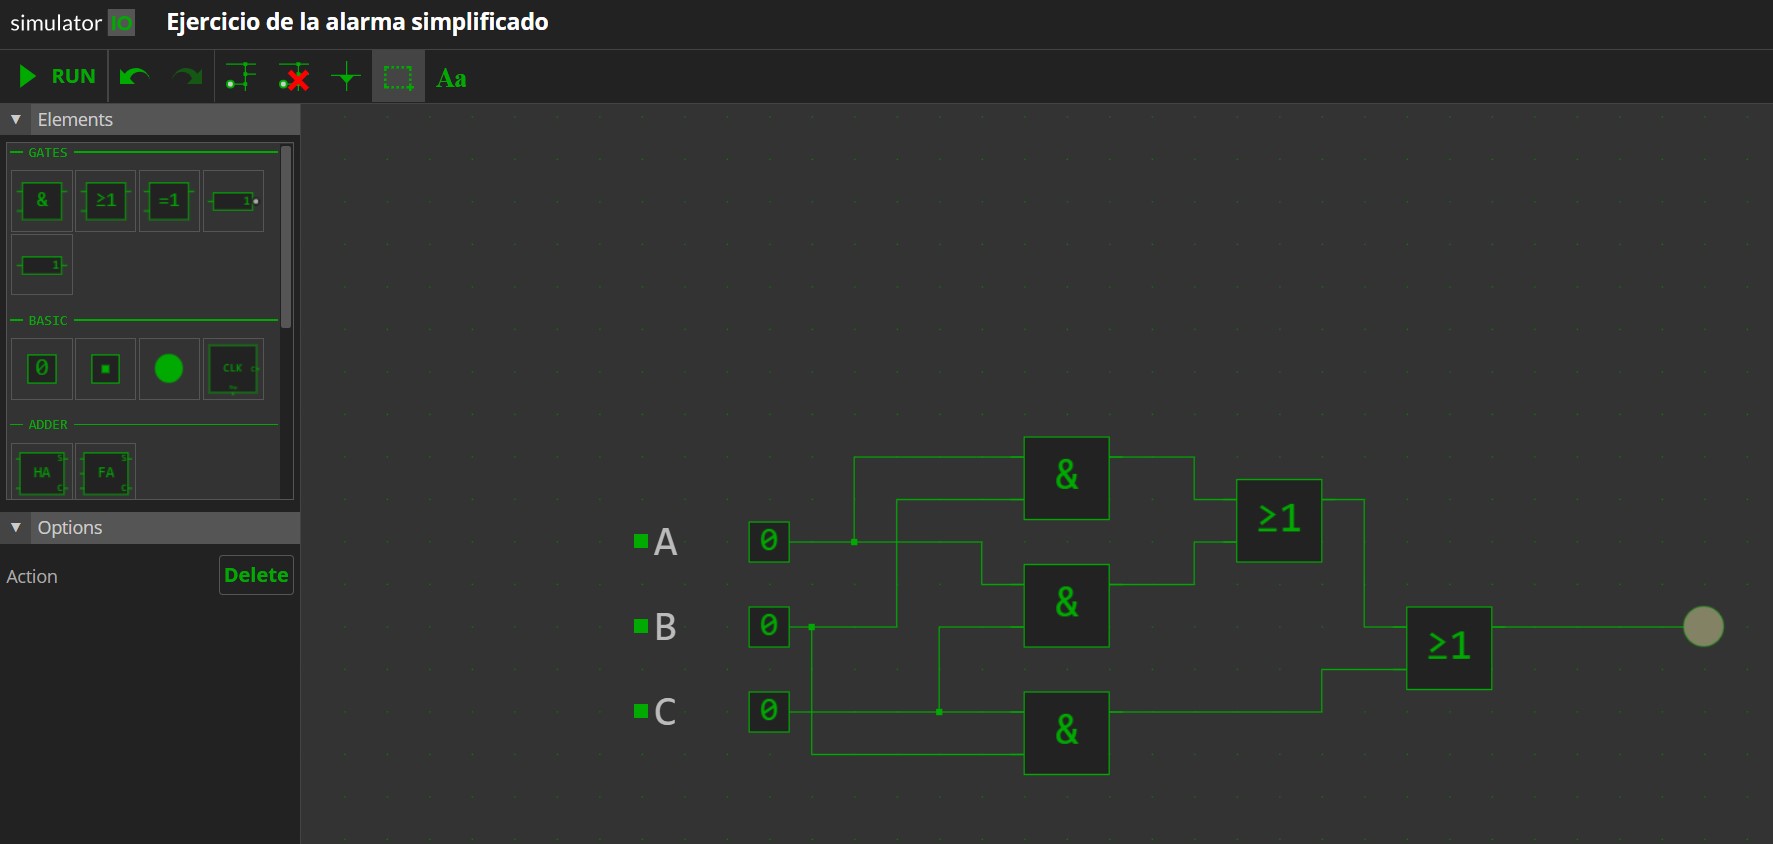 simulator IO Ejercicio de la alarma simplificado
RUN Aa
Elements
GATES
& ≥1 =1 1
1
BASIC
0 CLK
ADDER
HA S C FA S C
Options
Action Delete
&
≥1
A 0
&
B 0
≥1
C 0
&